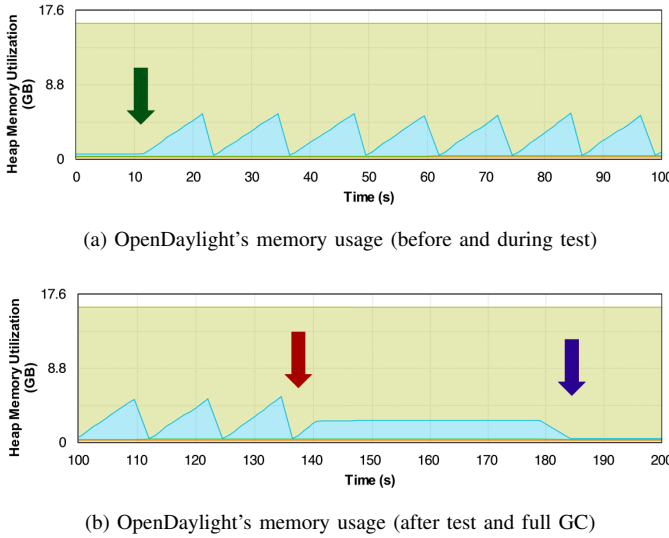 Heap Memory Utilization
(GB)
17.6
8.8
0
0 10 20 30 40 50 60 70 80 90 100
Time (s)
(a) OpenDaylight's memory usage (before and during test)
Heap Memory Utilization
(GB)
17.6
8.8
0
100 110 120 130 140 150 160 170 180 190 200
Time (s)
(b) OpenDaylight's memory usage (after test and full GC)